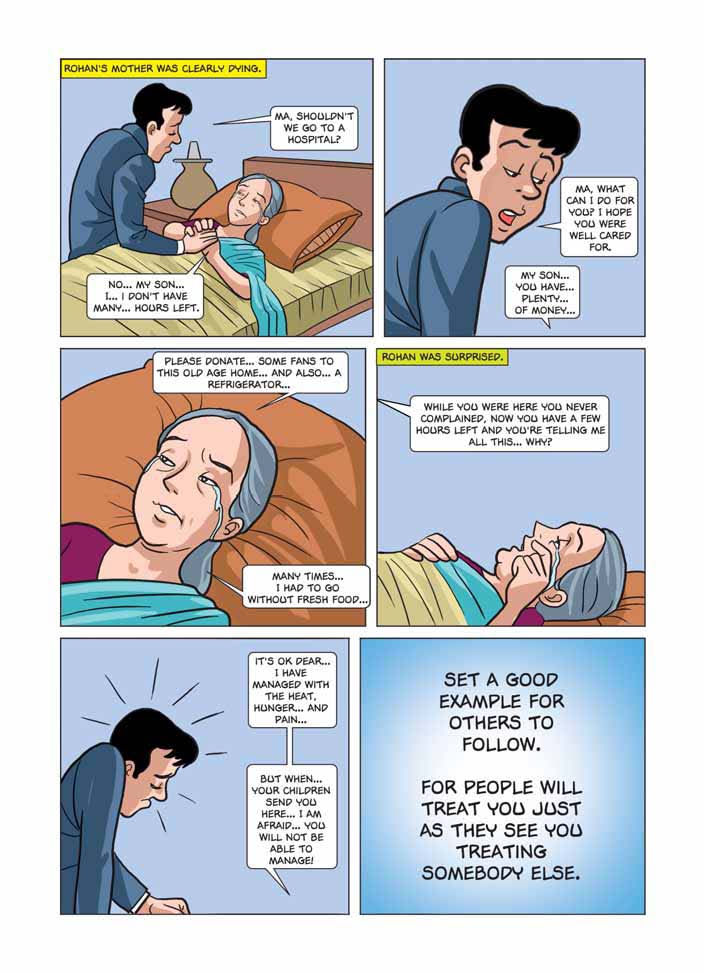 ROHAN'S MOTHER WAS CLEARLY DYING.
MA, SHOULDN'T
WE GO TO A
HOSPITAL?
NO... MY SON...
I... I DON'T HAVE
MANY... HOURS LEFT.
MA, WHAT
CAN I DO FOR
YOU? I HOPE
YOU WERE
WELL CARED
FOR.
MY SON...
YOU HAVE...
PLENTY...
OF MONEY...
PLEASE DONATE... SOME FANS TO
THIS OLD AGE HOME... AND ALSO... A
REFRIGERATOR...
MANY TIMES...
I HAD TO GO
WITHOUT FRESH FOOD...
ROHAN WAS SURPRISED.
WHILE YOU WERE HERE YOU NEVER
COMPLAINED, NOW YOU HAVE A FEW
HOURS LEFT AND YOU'RE TELLING ME
ALL THIS... WHY?
IT'S OK DEAR...
I HAVE
MANAGED WITH
THE HEAT,
HUNGER... AND
PAIN...
BUT WHEN...
YOUR CHILDREN
SEND YOU
HERE... I AM
AFRAID... YOU
WILL NOT BE
ABLE TO
MANAGE!
SET A GOOD
EXAMPLE FOR
OTHERS TO
FOLLOW.
FOR PEOPLE WILL
TREAT YOU JUST
AS THEY SEE YOU
TREATING
SOMEBODY ELSE.